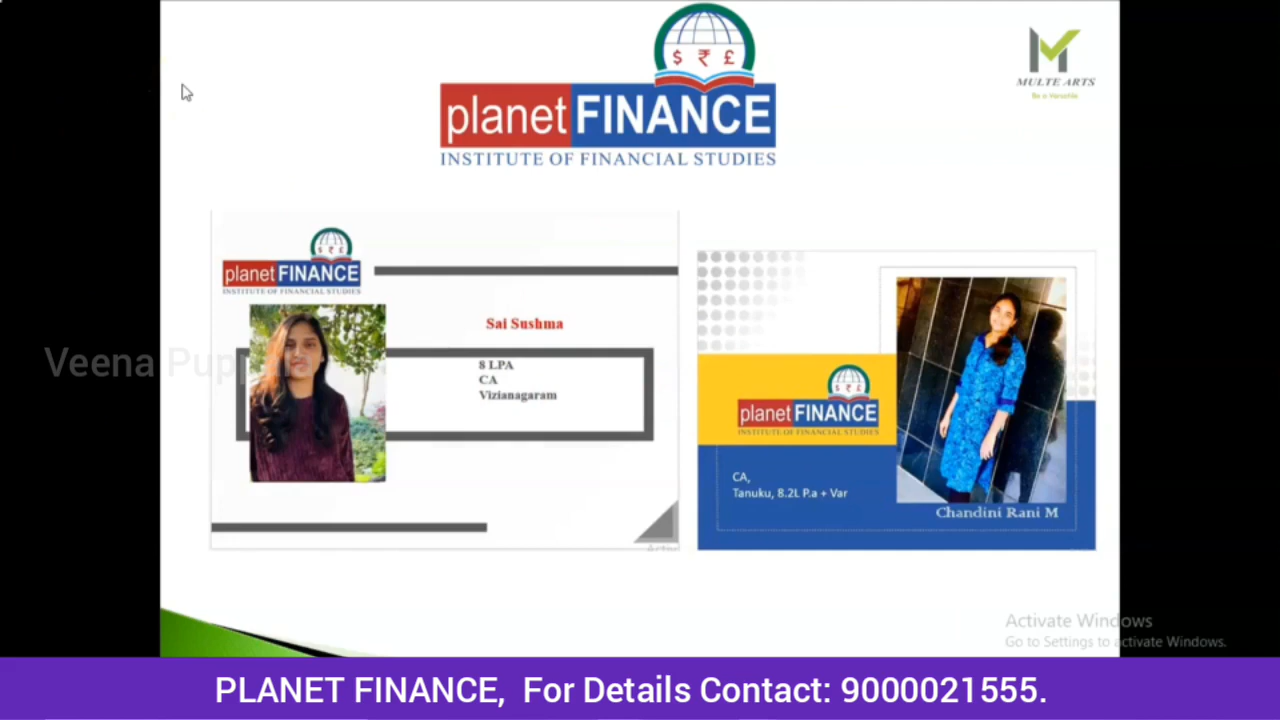 $ ₹ £
planet FINANCE
INSTITUTE OF FINANCIAL STUDIES
MULTE ARTS
Be a Versatile
$ ₹ £
planet FINANCE
INSTITUTE OF FINANCIAL STUDIES
Sai Sushma
8 LPA
CA
Vizianagaram
Veena
planet FINANCE
INSTITUTE OF FINANCIAL STUDIES
CA,
Tanuku, 8.2L P.a + Var
Chandini Rani M
Activate Windows
Go to Settings to activate Windows.
PLANET FINANCE, For Details Contact: 9000021555.